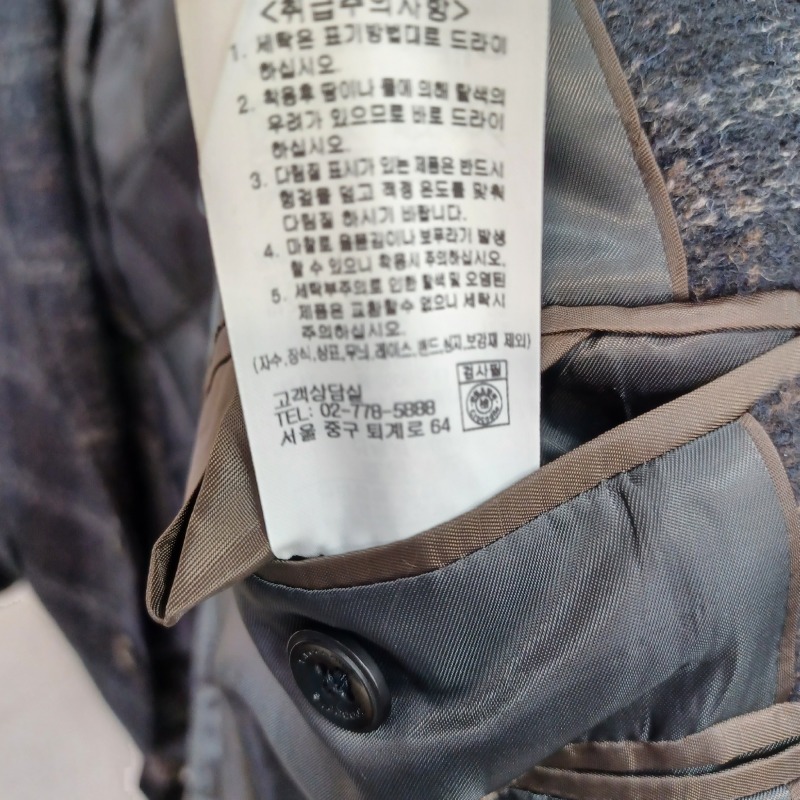 <취급주의사항>
1. 세탁은 표기방법대로 드라이
하십시오.
2. 착용후 땀이나 물에 의해 탈색의
우려가 있으므로 바로 드라이
하십시오.
3. 다림질 표시가 있는 제품은 반드시
헝겊을 덮고 적정 온도를 맞춰
다림질 하시기 바랍니다.
4. 마찰로 올뜯김이나 보푸라기 발생
할 수 있으니 착용시 주의하십시오.
5. 세탁부주의로 인한 탈색및 오염된
제품은 교환할수 없으니 세탁시
주의하십시오.
(자수,장식,상표,무늬,레이스,밴드,심지,보강재 제외)
검사필
고객상담실
TEL: 02-778-5888
서울 중구 퇴계로 64